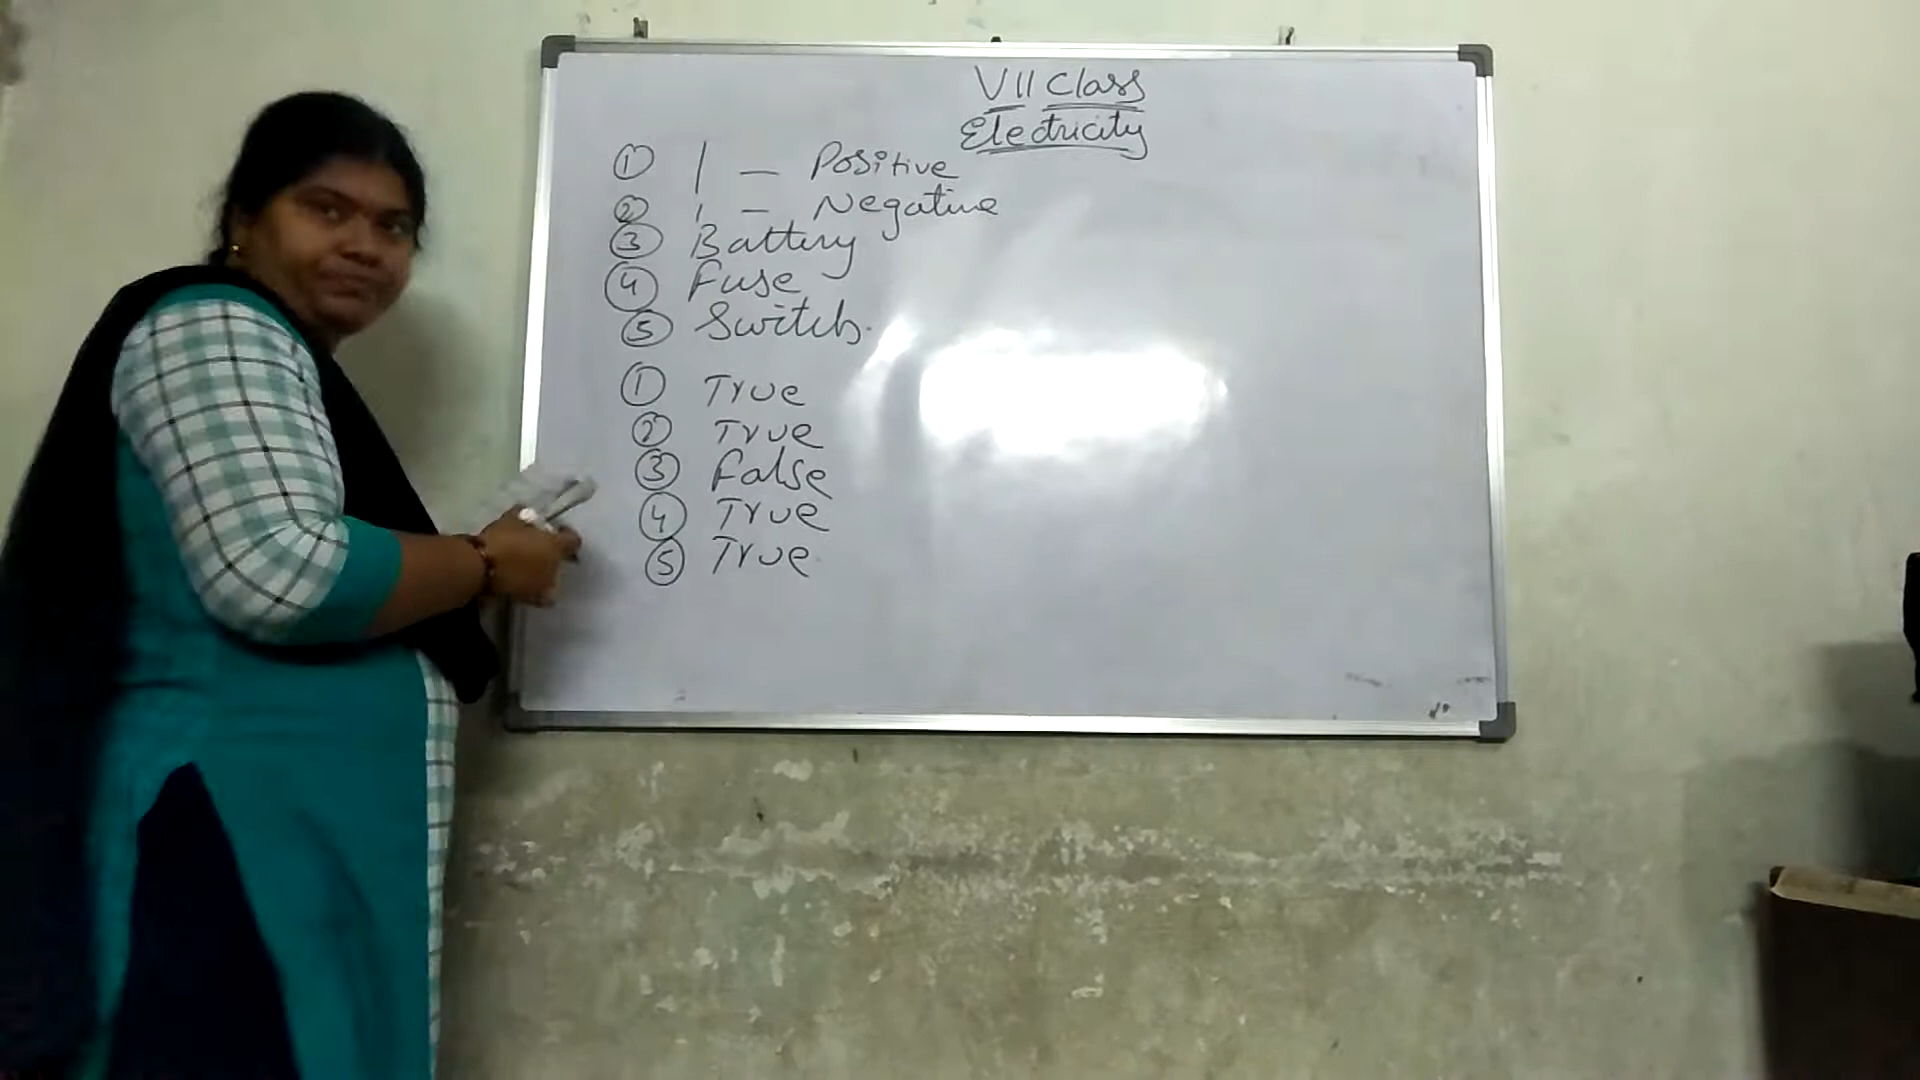 VII Class
Electricity
① | — Positive
② ı — Negative
③ Battery
④ Fuse
⑤ Switch.
① True
② True
③ False
④ True
⑤ True.